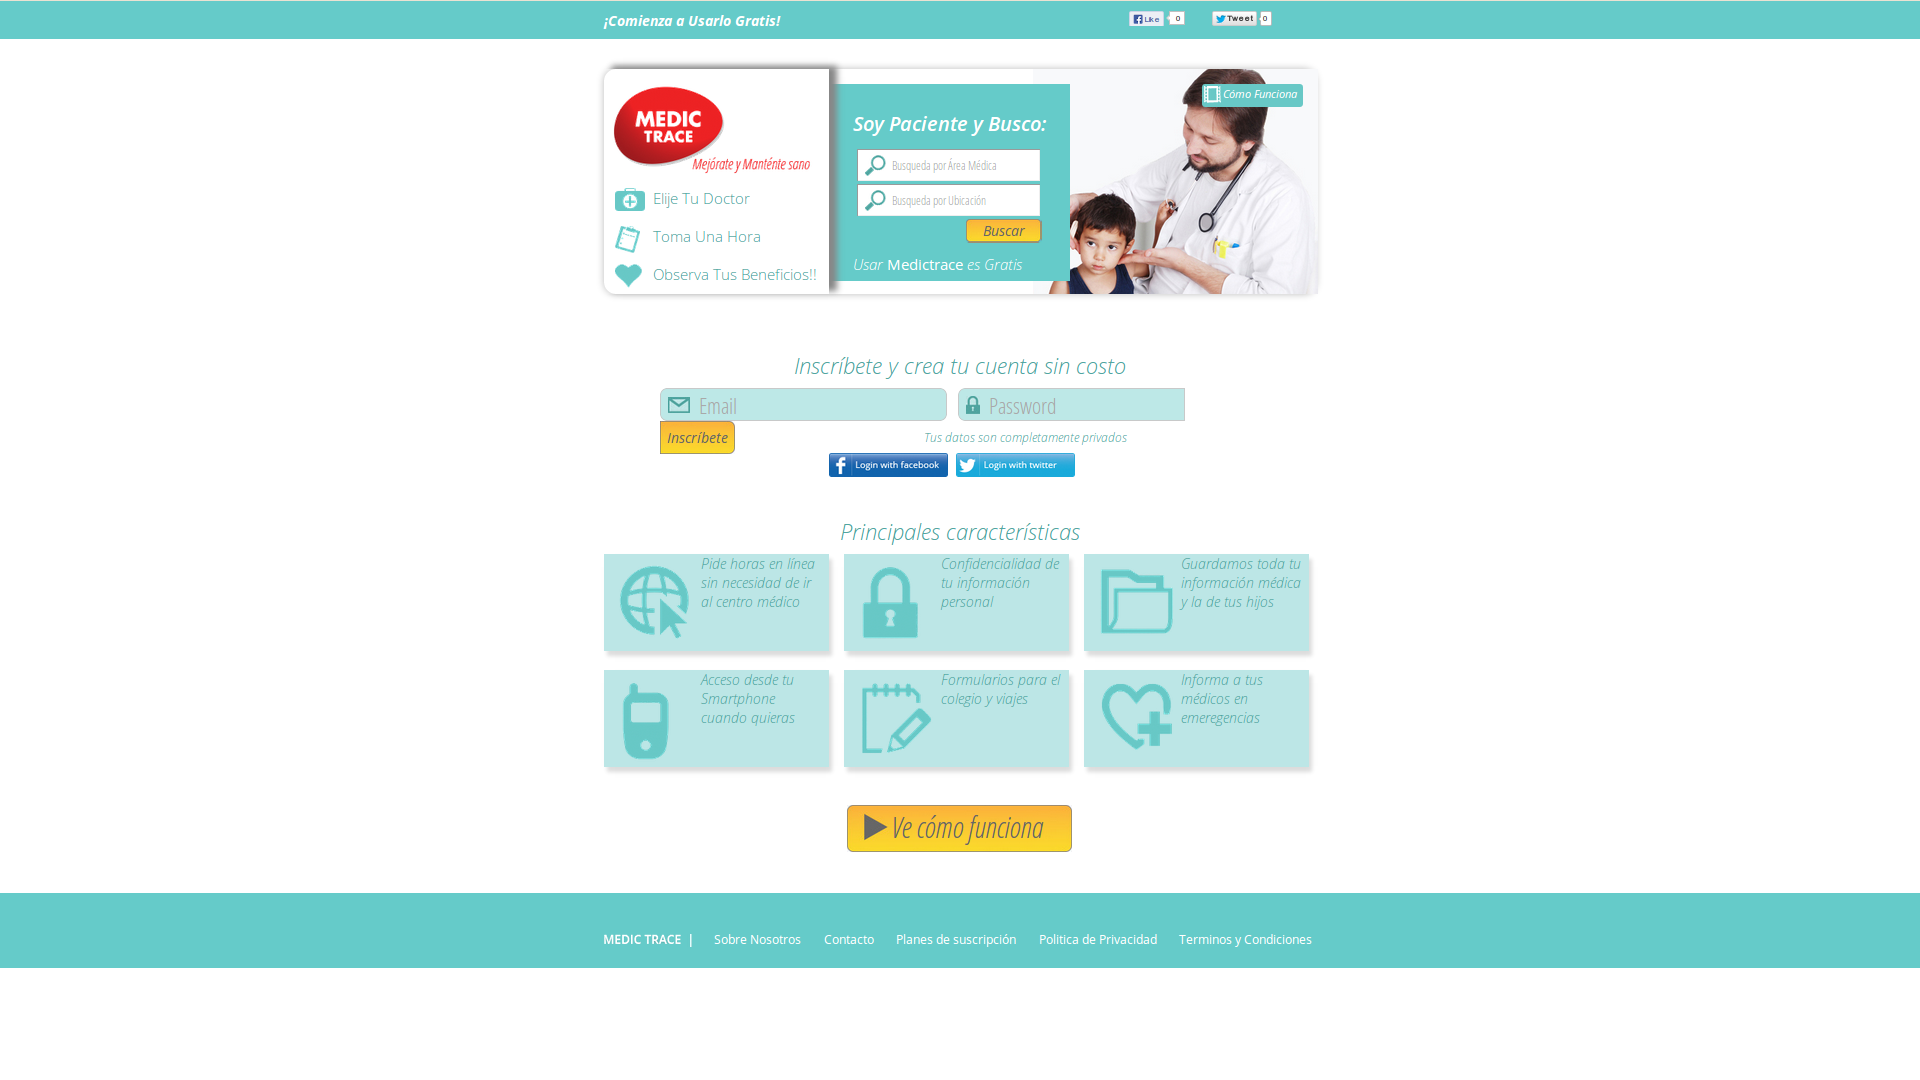 ¡Comienza a Usarlo Gratis!
Like 0
Tweet 0
MEDIC
TRACE
Mejórate y Manténte sano
Elije Tu Doctor
Toma Una Hora
Observa Tus Beneficios!!
Soy Paciente y Busco:
Busqueda por Área Médica
Busqueda por Ubicación
Buscar
Usar Medictrace es Gratis
Cómo Funciona
Inscríbete y crea tu cuenta sin costo
Email
Password
Inscríbete
Tus datos son completamente privados
Login with facebook
Login with twitter
Principales características
Pide horas en línea
sin necesidad de ir
al centro médico
Confidencialidad de
tu información
personal
Guardamos toda tu
información médica
y la de tus hijos
Acceso desde tu
Smartphone
cuando quieras
Formularios para el
colegio y viajes
Informa a tus
médicos en
emeregencias
Ve cómo funciona
MEDIC TRACE | Sobre Nosotros Contacto Planes de suscripción Politica de Privacidad Terminos y Condiciones